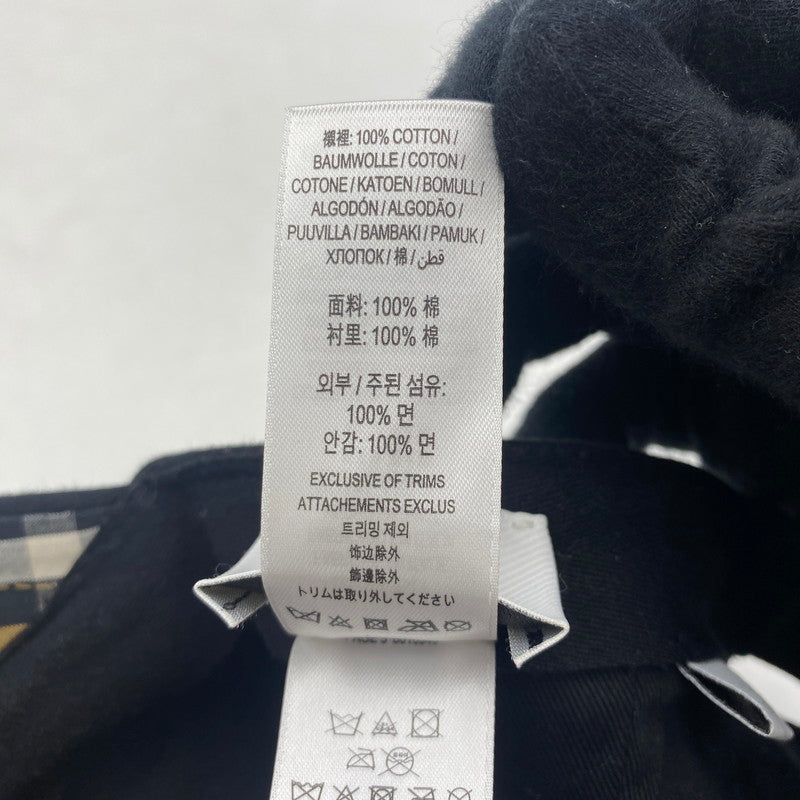 襯裡: 100% COTTON /
BAUMWOLLE / COTON /
COTONE / KATOEN / BOMULL /
ALGODÓN / ALGODÃO /
PUUVILLA / BAMBAKI / PAMUK /
ХЛОПОК / 棉 / قطن
面料: 100% 棉
衬里: 100% 棉
외부 / 주된 섬유:
100% 면
안감: 100% 면
EXCLUSIVE OF TRIMS
ATTACHEMENTS EXCLUS
트리밍 제외
饰边除外
飾邊除外
トリムは取り外してください